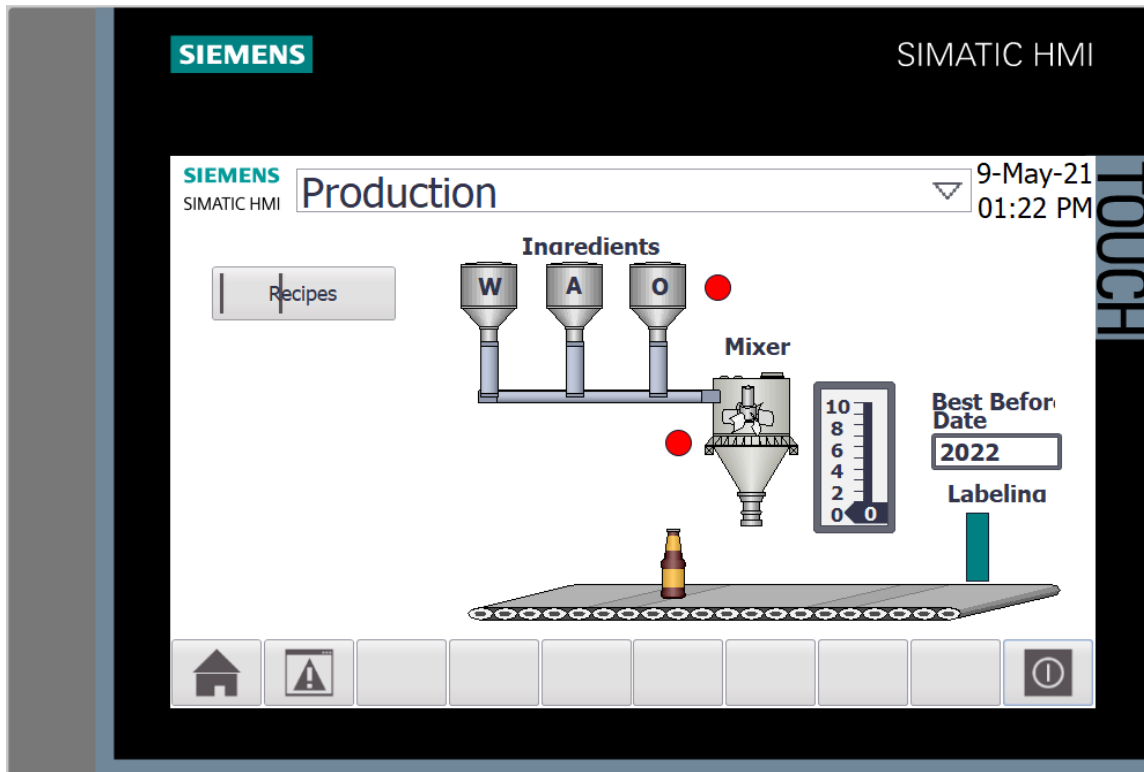 SIEMENS
SIMATIC HMI
TOUCH
SIEMENS
SIMATIC HMI
Production
9-May-21
01:22 PM
Recipes
Ingredients
W A O
Mixer
10
8
6
4
2
0 0
Best Before
Date
2022
Labeling